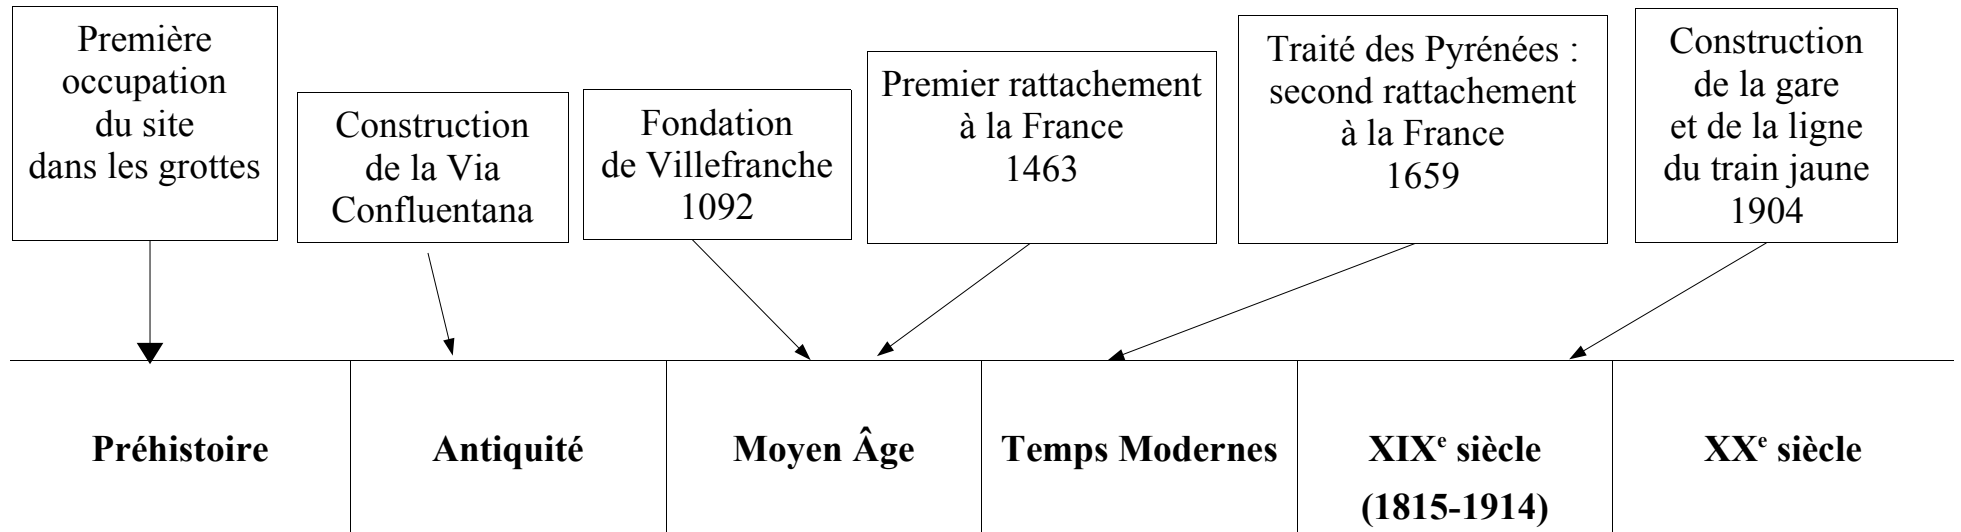 Première
occupation
du site
dans les grottes
Construction
de la Via
Confluentana
Fondation
de Villefranche
1092
Premier rattachement
à la France
1463
Traité des Pyrénées :
second rattachement
à la France
1659
Construction
de la gare
et de la ligne
du train jaune
1904
Préhistoire
Antiquité
Moyen Âge
Temps Modernes
XIXe siècle
(1815-1914)
XXe siècle